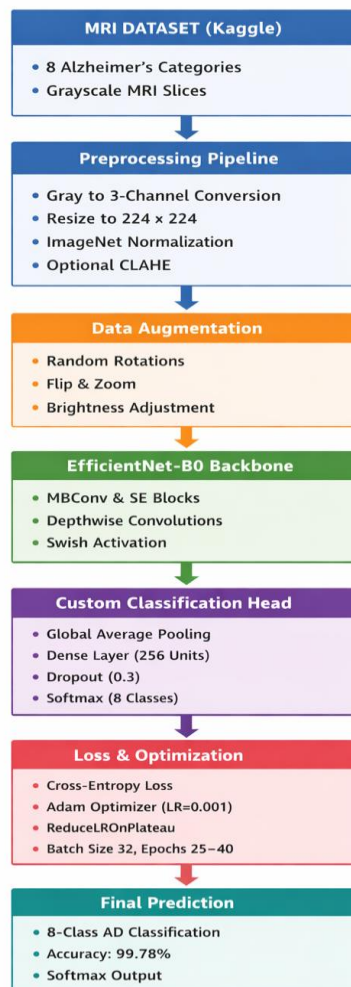 MRI DATASET (Kaggle)
• 8 Alzheimer's Categories
• Grayscale MRI Slices
Preprocessing Pipeline
• Gray to 3-Channel Conversion
• Resize to 224 x 224
• ImageNet Normalization
• Optional CLAHE
Data Augmentation
• Random Rotations
• Flip & Zoom
• Brightness Adjustment
EfficientNet-B0 Backbone
• MBConv & SE Blocks
• Depthwise Convolutions
• Swish Activation
Custom Classification Head
• Global Average Pooling
• Dense Layer (256 Units)
• Dropout (0.3)
• Softmax (8 Classes)
Loss & Optimization
• Cross-Entropy Loss
• Adam Optimizer (LR=0.001)
• ReduceLROnPlateau
• Batch Size 32, Epochs 25–40
Final Prediction
• 8-Class AD Classification
• Accuracy: 99.78%
• Softmax Output